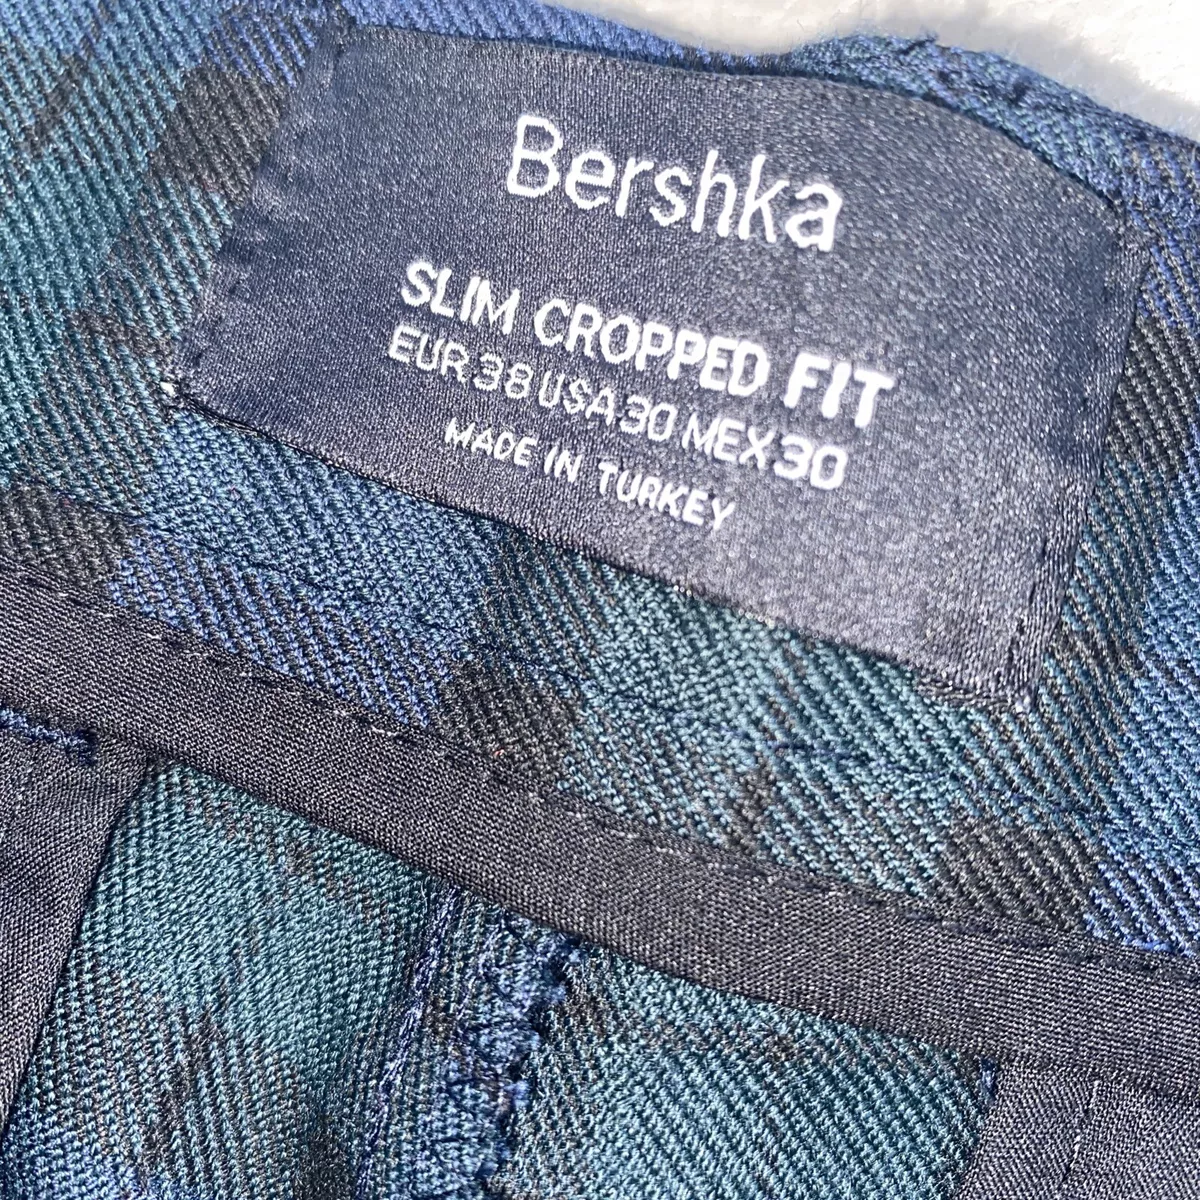 Bershka
SLIM CROPPED FIT
EUR 38 USA 30 MEX 30
MADE IN TURKEY